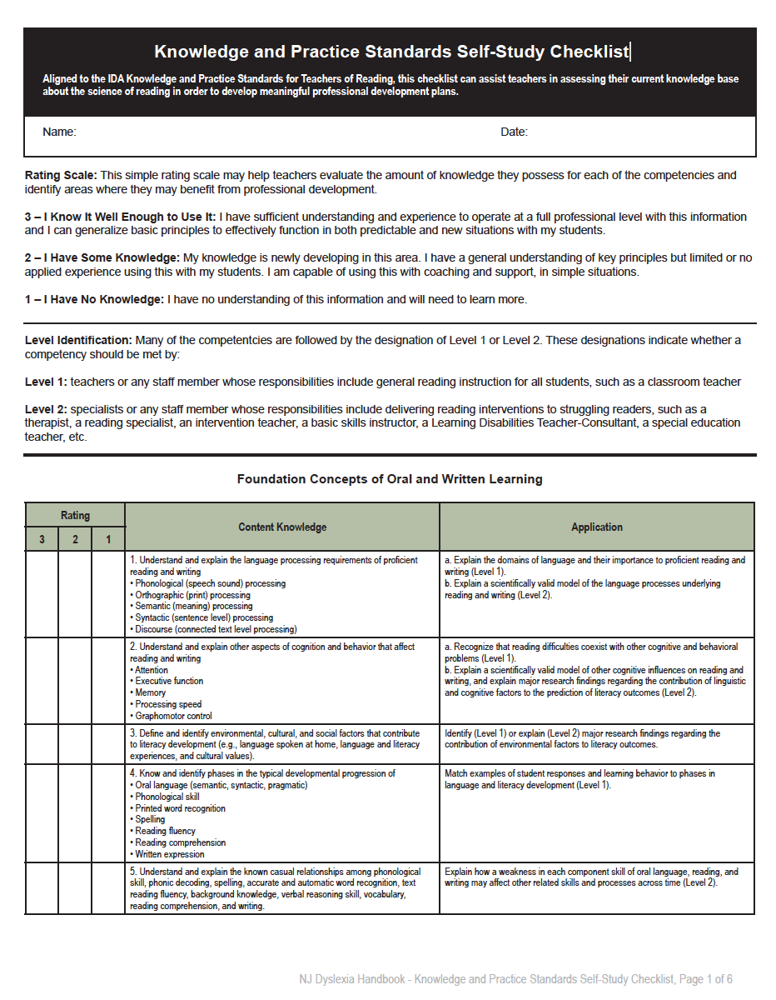 Knowledge and Practice Standards Self-Study Checklist
Aligned to the IDA Knowledge and Practice Standards for Teachers of Reading, this checklist can assist teachers in assessing their current knowledge base
about the science of reading in order to develop meaningful professional development plans.
Name:
Date:
Rating Scale: This simple rating scale may help teachers evaluate the amount of knowledge they possess for each of the competencies and
identify areas where they may benefit from professional development.
3 – I Know It Well Enough to Use It: I have sufficient understanding and experience to operate at a full professional level with this information
and I can generalize basic principles to effectively function in both predictable and new situations with my students.
2 – I Have Some Knowledge: My knowledge is newly developing in this area. I have a general understanding of key principles but limited or no
applied experience using this with my students. I am capable of using this with coaching and support, in simple situations.
1 – I Have No Knowledge: I have no understanding of this information and will need to learn more.
Level Identification: Many of the competentcies are followed by the designation of Level 1 or Level 2. These designations indicate whether a
competency should be met by:
Level 1: teachers or any staff member whose responsibilities include general reading instruction for all students, such as a classroom teacher
Level 2: specialists or any staff member whose responsibilities include delivering reading interventions to struggling readers, such as a
therapist, a reading specialist, an intervention teacher, a basic skills instructor, a Learning Disabilities Teacher-Consultant, a special education
teacher, etc.
Foundation Concepts of Oral and Written Learning
Rating
3 2 1
Content Knowledge
Application
1. Understand and explain the language processing requirements of proficient
reading and writing
• Phonological (speech sound) processing
• Orthographic (print) processing
• Semantic (meaning) processing
• Syntactic (sentence level) processing
• Discourse (connected text level processing)
a. Explain the domains of language and their importance to proficient reading and
writing (Level 1).
b. Explain a scientifically valid model of the language processes underlying
reading and writing (Level 2).
2. Understand and explain other aspects of cognition and behavior that affect
reading and writing
• Attention
• Executive function
• Memory
• Processing speed
• Graphomotor control
a. Recognize that reading difficulties coexist with other cognitive and behavioral
problems (Level 1).
b. Explain a scientifically valid model of other cognitive influences on reading and
writing, and explain major research findings regarding the contribution of linguistic
and cognitive factors to the prediction of literacy outcomes (Level 2).
3. Define and identify environmental, cultural, and social factors that contribute
to literacy development (e.g., language spoken at home, language and literacy
experiences, and cultural values).
Identify (Level 1) or explain (Level 2) major research findings regarding the
contribution of environmental factors to literacy outcomes.
4. Know and identify phases in the typical developmental progression of
• Oral language (semantic, syntactic, pragmatic)
• Phonological skill
• Printed word recognition
• Spelling
• Reading fluency
• Reading comprehension
• Written expression
Match examples of student responses and learning behavior to phases in
language and literacy development (Level 1).
5. Understand and explain the known casual relationships among phonological
skill, phonic decoding, spelling, accurate and automatic word recognition, text
reading fluency, background knowledge, verbal reasoning skill, vocabulary,
reading comprehension, and writing.
Explain how a weakness in each component skill of oral language, reading, and
writing may affect other related skills and processes across time (Level 2).
NJ Dyslexia Handbook - Knowledge and Practice Standards Self-Study Checklist, Page 1 of 6